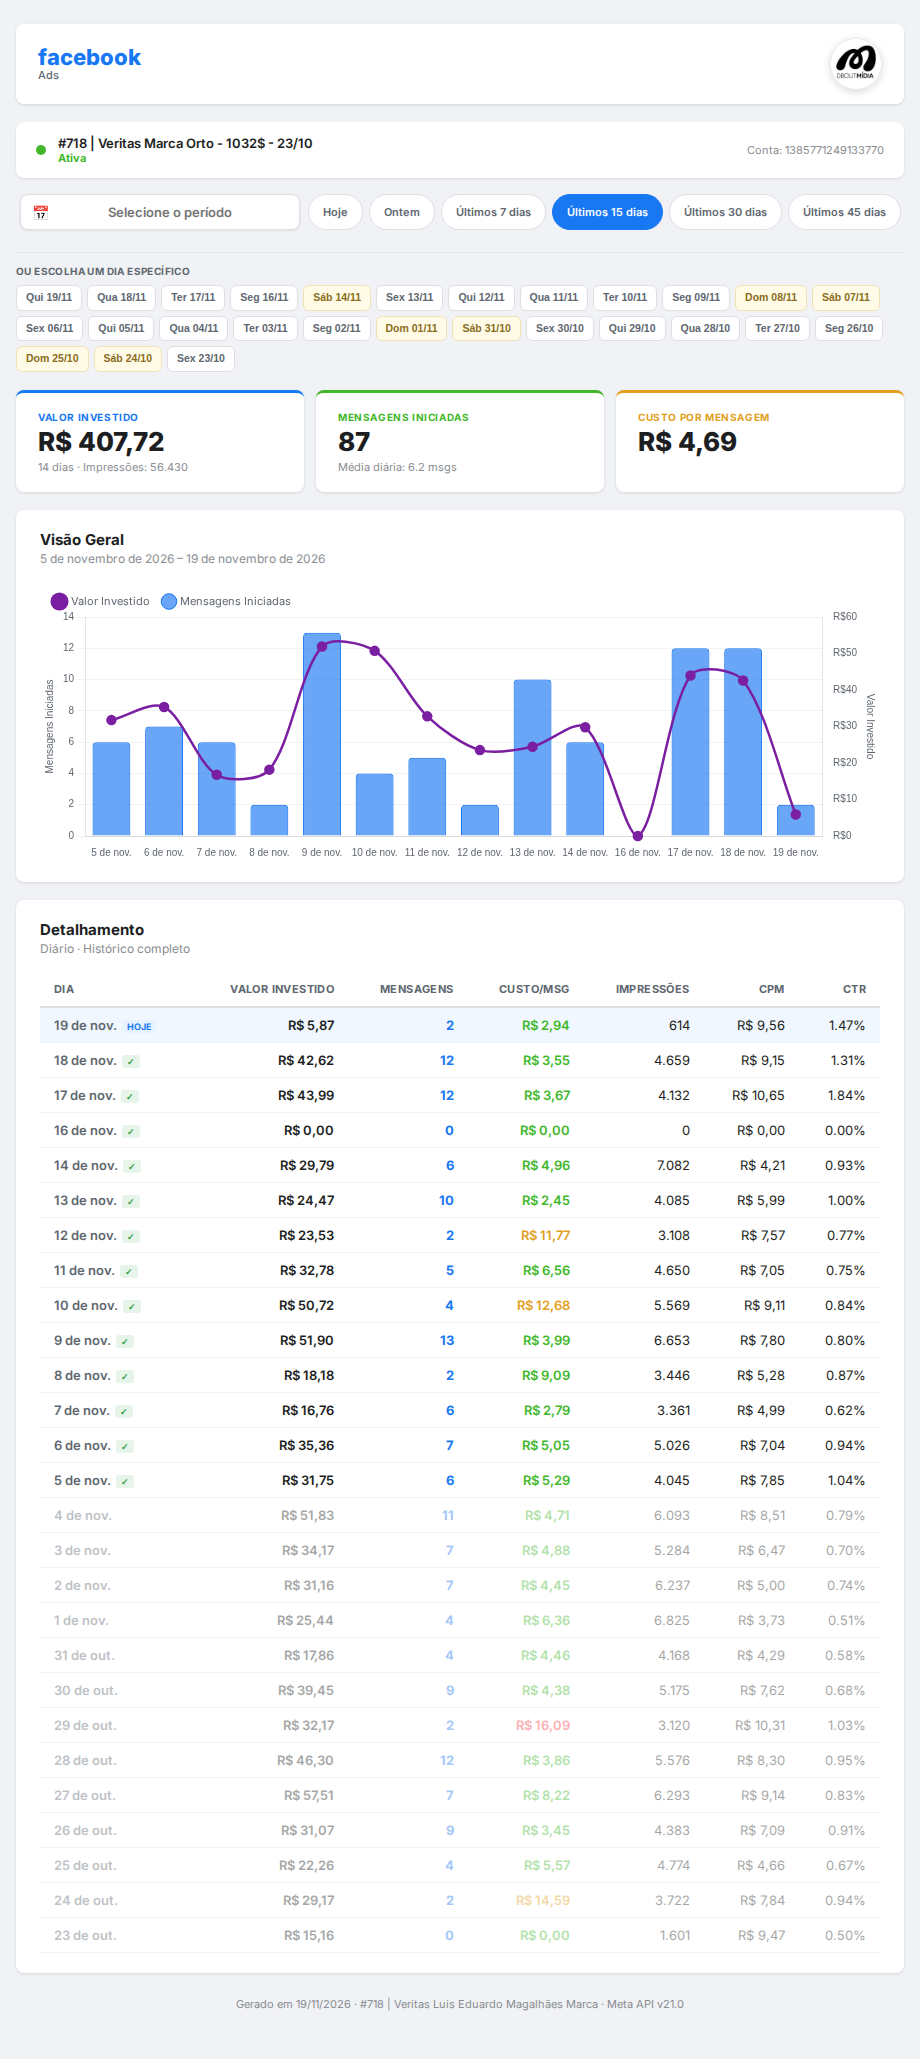 facebook
Ads
DBOUTMÍDIA
#718 | Veritas Marca Orto - 1032$ - 23/10
Ativa
Conta: 1385771249133770
Selecione o período
Hoje
Ontem
Últimos 7 dias
Últimos 15 dias
Últimos 30 dias
Últimos 45 dias
OU ESCOLHA UM DIA ESPECÍFICO
Qui 19/11 Qua 18/11 Ter 17/11 Seg 16/11 Sáb 14/11 Sex 13/11 Qui 12/11 Qua 11/11 Ter 10/11 Seg 09/11 Dom 08/11 Sáb 07/11
Sex 06/11 Qui 05/11 Qua 04/11 Ter 03/11 Seg 02/11 Dom 01/11 Sáb 31/10 Sex 30/10 Qui 29/10 Qua 28/10 Ter 27/10 Seg 26/10
Dom 25/10 Sáb 24/10 Sex 23/10
VALOR INVESTIDO
R$ 407,72
14 dias · Impressões: 56.430
MENSAGENS INICIADAS
87
Média diária: 6.2 msgs
CUSTO POR MENSAGEM
R$ 4,69
Visão Geral
5 de novembro de 2026 – 19 de novembro de 2026
Valor Investido Mensagens Iniciadas
14
12
10
8
6
4
2
0
Mensagens Iniciadas
R$60
R$50
R$40
R$30
R$20
R$10
R$0
Valor Investido
5 de nov. 6 de nov. 7 de nov. 8 de nov. 9 de nov. 10 de nov. 11 de nov. 12 de nov. 13 de nov. 14 de nov. 16 de nov. 17 de nov. 18 de nov. 19 de nov.
Detalhamento
Diário · Histórico completo
DIA VALOR INVESTIDO MENSAGENS CUSTO/MSG IMPRESSÕES CPM CTR
19 de nov. HOJE R$ 5,87 2 R$ 2,94 614 R$ 9,56 1.47%
18 de nov. ✓ R$ 42,62 12 R$ 3,55 4.659 R$ 9,15 1.31%
17 de nov. ✓ R$ 43,99 12 R$ 3,67 4.132 R$ 10,65 1.84%
16 de nov. ✓ R$ 0,00 0 R$ 0,00 0 R$ 0,00 0.00%
14 de nov. ✓ R$ 29,79 6 R$ 4,96 7.082 R$ 4,21 0.93%
13 de nov. ✓ R$ 24,47 10 R$ 2,45 4.085 R$ 5,99 1.00%
12 de nov. ✓ R$ 23,53 2 R$ 11,77 3.108 R$ 7,57 0.77%
11 de nov. ✓ R$ 32,78 5 R$ 6,56 4.650 R$ 7,05 0.75%
10 de nov. ✓ R$ 50,72 4 R$ 12,68 5.569 R$ 9,11 0.84%
9 de nov. ✓ R$ 51,90 13 R$ 3,99 6.653 R$ 7,80 0.80%
8 de nov. ✓ R$ 18,18 2 R$ 9,09 3.446 R$ 5,28 0.87%
7 de nov. ✓ R$ 16,76 6 R$ 2,79 3.361 R$ 4,99 0.62%
6 de nov. ✓ R$ 35,36 7 R$ 5,05 5.026 R$ 7,04 0.94%
5 de nov. ✓ R$ 31,75 6 R$ 5,29 4.045 R$ 7,85 1.04%
4 de nov. R$ 51,83 11 R$ 4,71 6.093 R$ 8,51 0.79%
3 de nov. R$ 34,17 7 R$ 4,88 5.284 R$ 6,47 0.70%
2 de nov. R$ 31,16 7 R$ 4,45 6.237 R$ 5,00 0.74%
1 de nov. R$ 25,44 4 R$ 6,36 6.825 R$ 3,73 0.51%
31 de out. R$ 17,86 4 R$ 4,46 4.168 R$ 4,29 0.58%
30 de out. R$ 39,45 9 R$ 4,38 5.175 R$ 7,62 0.68%
29 de out. R$ 32,17 2 R$ 16,09 3.120 R$ 10,31 1.03%
28 de out. R$ 46,30 12 R$ 3,86 5.576 R$ 8,30 0.95%
27 de out. R$ 57,51 7 R$ 8,22 6.293 R$ 9,14 0.83%
26 de out. R$ 31,07 9 R$ 3,45 4.383 R$ 7,09 0.91%
25 de out. R$ 22,26 4 R$ 5,57 4.774 R$ 4,66 0.67%
24 de out. R$ 29,17 2 R$ 14,59 3.722 R$ 7,84 0.94%
23 de out. R$ 15,16 0 R$ 0,00 1.601 R$ 9,47 0.50%
Gerado em 19/11/2026 · #718 | Veritas Luis Eduardo Magalhães Marca · Meta API v21.0